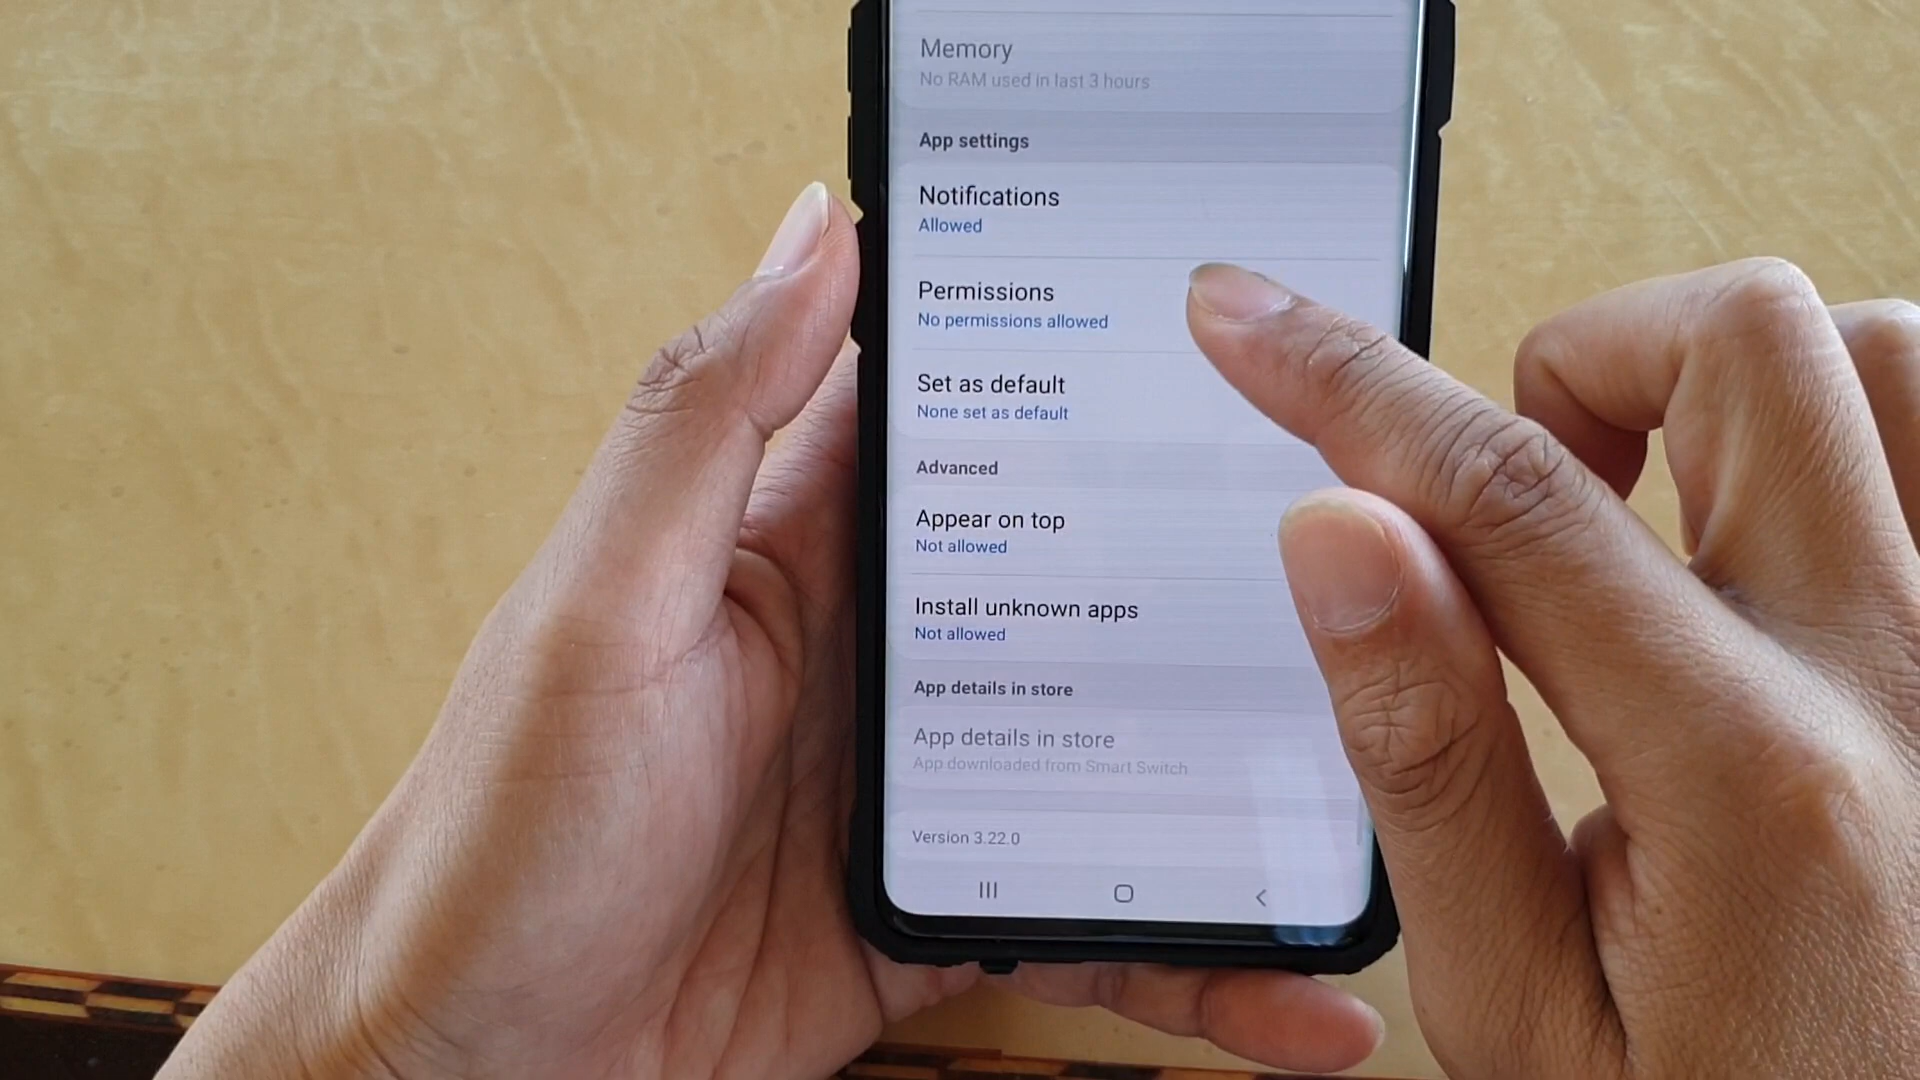 Memory
No RAM used in last 3 hours
App settings
Notifications
Allowed
Permissions
No permissions allowed
Set as default
None set as default
Advanced
Appear on top
Not allowed
Install unknown apps
Not allowed
App details in store
App details in store
App downloaded from Smart Switch
Version 3.22.0